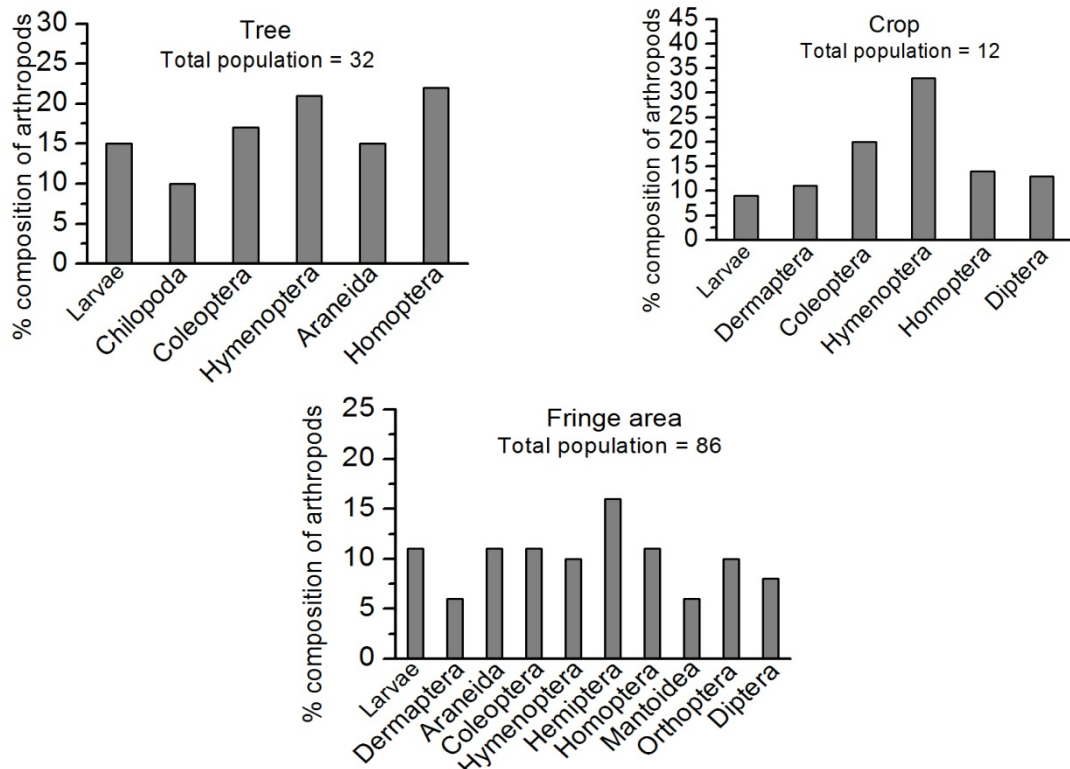 % composition of arthropods
30
25
20
15
10
5
0
Tree
Total population = 32
Larvae
Chilopoda
Coleoptera
Hymenoptera
Araneida
Homoptera
% composition of arthropods
45
40
35
30
25
20
15
10
5
0
Crop
Total population = 12
Larvae
Dermaptera
Coleoptera
Hymenoptera
Homoptera
Diptera
% composition of arthropods
25
20
15
10
5
0
Fringe area
Total population = 86
Larvae
Dermaptera
Araneida
Coleoptera
Hymenoptera
Hemiptera
Homoptera
Mantoidea
Orthoptera
Diptera